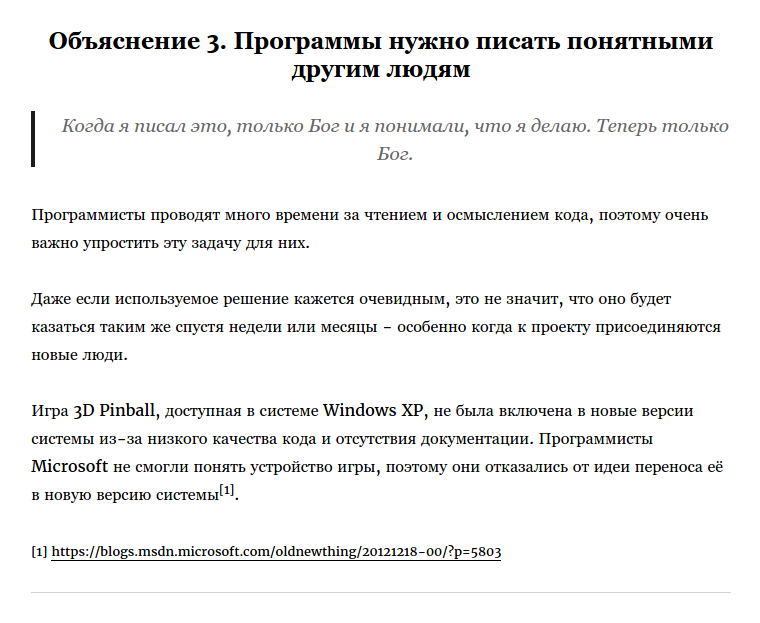 Объяснение 3. Программы нужно писать понятными
другим людям
Когда я писал это, только Бог и я понимали, что я делаю. Теперь только
Бог.
Программисты проводят много времени за чтением и осмыслением кода, поэтому очень
важно упростить эту задачу для них.
Даже если используемое решение кажется очевидным, это не значит, что оно будет
казаться таким же спустя недели или месяцы – особенно когда к проекту присоединяются
новые люди.
Игра 3D Pinball, доступная в системе Windows XP, не была включена в новые версии
системы из-за низкого качества кода и отсутствия документации. Программисты
Microsoft не смогли понять устройство игры, поэтому они отказались от идеи переноса её
в новую версию системы[1].
[1] https://blogs.msdn.microsoft.com/oldnewthing/20121218-00/?p=5803